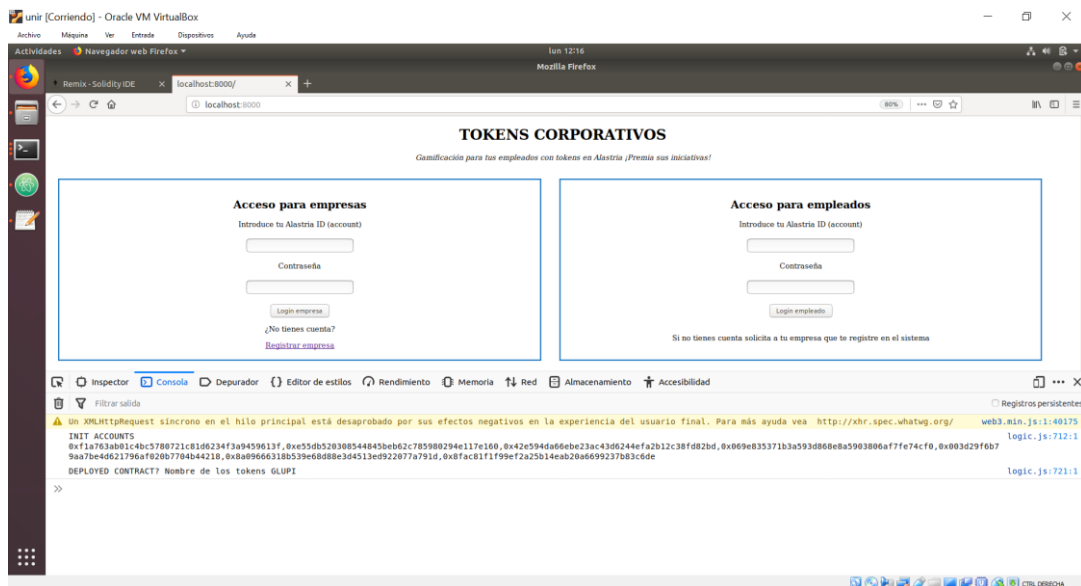 unir [Corriendo] - Oracle VM VirtualBox
Archivo Máquina Ver Entrada Dispositivos Ayuda
Actividades Navegador web Firefox lun 12:16
Mozilla Firefox
Remix - Solidity IDE localhost:8000/
localhost:8000 80%
TOKENS CORPORATIVOS
Gamificación para tus empleados con tokens en Alastria ¡Premia sus iniciativas!
Acceso para empresas
Introduce tu Alastria ID (account)
Contraseña
Login empresa
¿No tienes cuenta?
Registrar empresa
Acceso para empleados
Introduce tu Alastria ID (account)
Contraseña
Login empleado
Si no tienes cuenta solicita a tu empresa que te registre en el sistema
Inspector Consola Depurador Editor de estilos Rendimiento Memoria Red Almacenamiento Accesibilidad
Filtrar salida Registros persistentes
Un XMLHttpRequest síncrono en el hilo principal está desaprobado por sus efectos negativos en la experiencia del usuario final. Para más ayuda vea http://xhr.spec.whatwg.org/ web3.min.js:1:40175
INIT ACCOUNTS logic.js:712:1
0xf1a763ab01c4bc5780721c81d6234f3a9459613f,0xe55db520308544845beb62c785980294e117e160,0x42e594da66ebe23ac43d6244efa2b12c38fd82bd,0x069e835371b3a593d868e8a5903806af7fe74cf0,0x003d29f6b7
9aa7be4d621796af020b7704b44218,0x8a09666318b539e68d88e3d4513ed922077a791d,0x8fac81f1f99ef2a25b14eab20a6699237b83c6de
DEPLOYED CONTRACT? Nombre de los tokens GLUPI logic.js:721:1
CTRL DERECHA